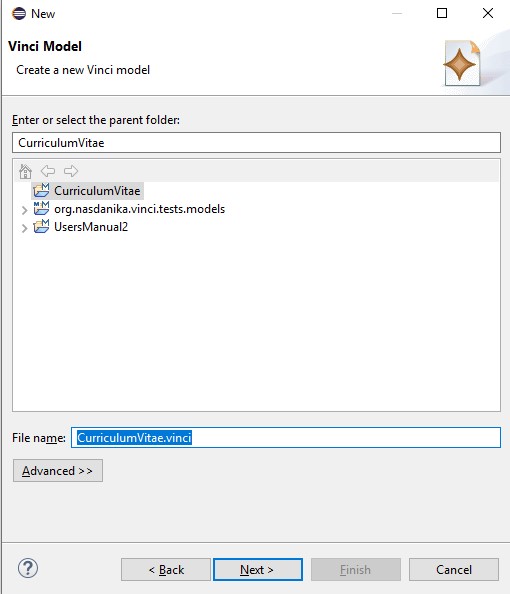 New
Vinci Model
Create a new Vinci model
Enter or select the parent folder:
CurriculumVitae
CurriculumVitae
org.nasdanika.vinci.tests.models
UsersManual2
File name: CurriculumVitae.vinci
Advanced >>
? < Back Next > Finish Cancel